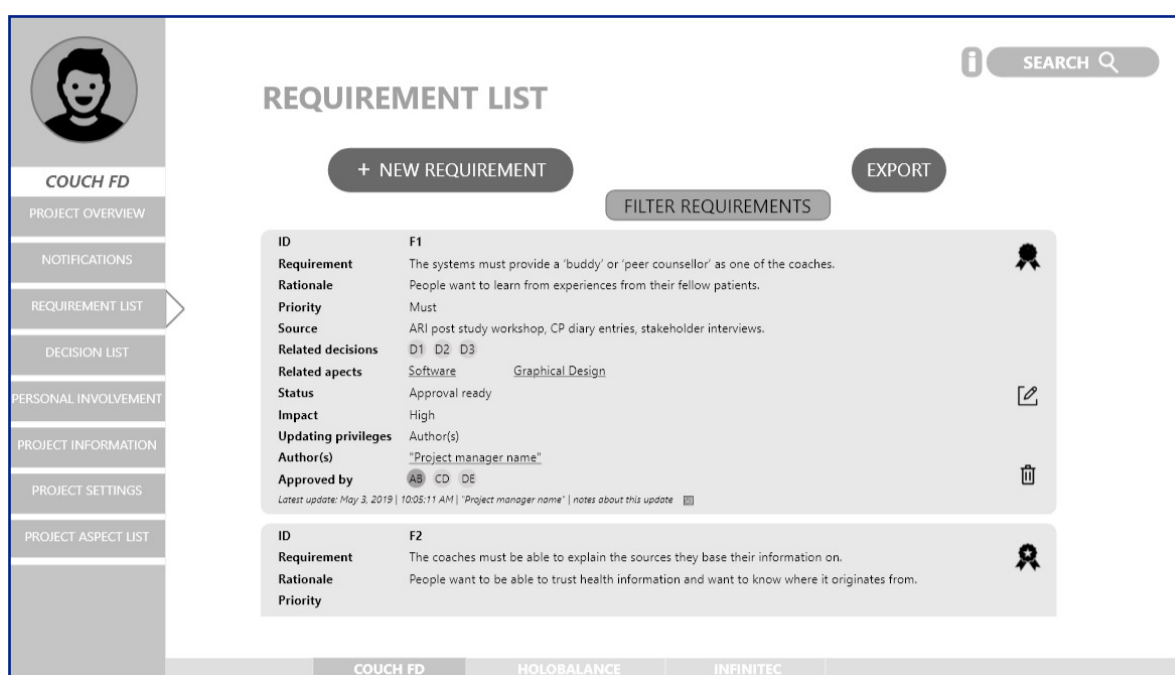 SEARCH
REQUIREMENT LIST
+ NEW REQUIREMENT
EXPORT
FILTER REQUIREMENTS
COUCH FD
PROJECT OVERVIEW
NOTIFICATIONS
REQUIREMENT LIST
DECISION LIST
PERSONAL INVOLVEMENT
PROJECT INFORMATION
PROJECT SETTINGS
PROJECT ASPECT LIST
ID F1
Requirement The systems must provide a 'buddy' or 'peer counsellor' as one of the coaches.
Rationale People want to learn from experiences from their fellow patients.
Priority Must
Source ARI post study workshop, CP diary entries, stakeholder interviews.
Related decisions D1 D2 D3
Related apects Software Graphical Design
Status Approval ready
Impact High
Updating privileges Author(s)
Author(s) "Project manager name"
Approved by AB CD DE
Latest update: May 3, 2019 | 10:05:11 AM | "Project manager name" | notes about this update
ID F2
Requirement The coaches must be able to explain the sources they base their information on.
Rationale People want to be able to trust health information and want to know where it originates from.
Priority
COUCH FD HOLOBALANCE INFINITEC